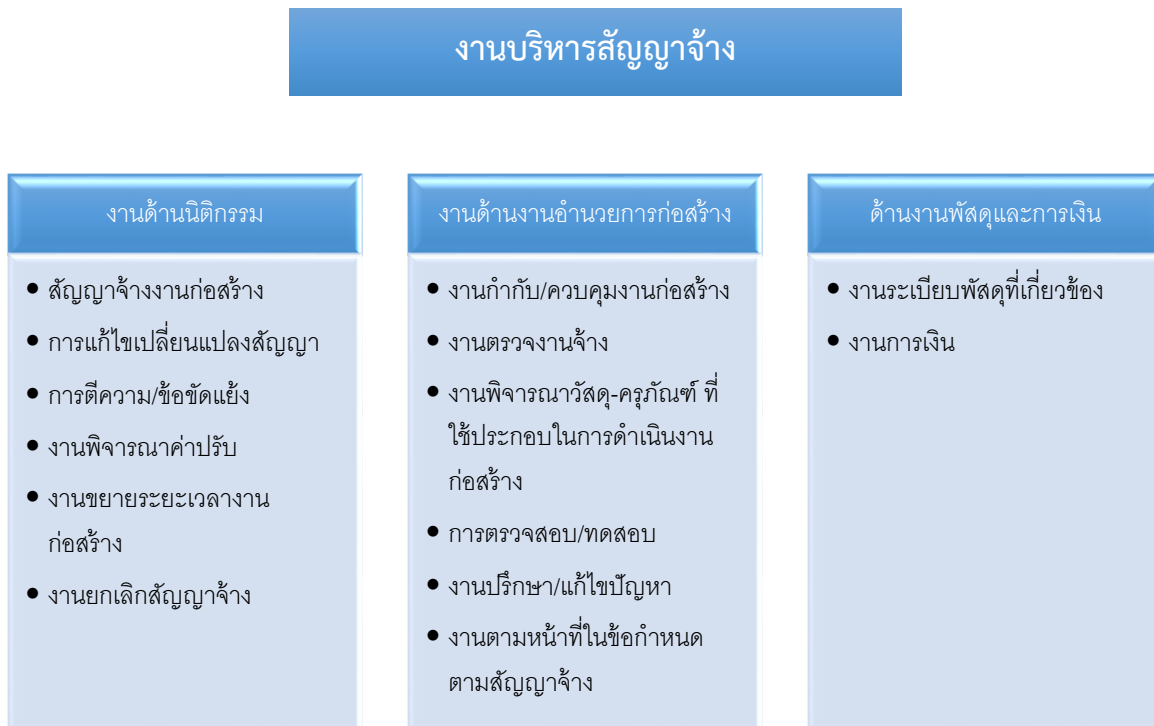 งานบริหารสัญญาจ้าง
งานด้านนิติกรรม
• สัญญาจ้างงานก่อสร้าง
• การแก้ไขเปลี่ยนแปลงสัญญา
• การตีความ/ข้อขัดแย้ง
• งานพิจารณาค่าปรับ
• งานขยายระยะเวลางาน
ก่อสร้าง
• งานยกเลิกสัญญาจ้าง
งานด้านงานอำนวยการก่อสร้าง
• งานกำกับ/ควบคุมงานก่อสร้าง
• งานตรวจงานจ้าง
• งานพิจารณาวัสดุ-ครุภัณฑ์ ที่
ใช้ประกอบในการดำเนินงาน
ก่อสร้าง
• การตรวจสอบ/ทดสอบ
• งานปรึกษา/แก้ไขปัญหา
• งานตามหน้าที่ในข้อกำหนด
ตามสัญญาจ้าง
ด้านงานพัสดุและการเงิน
• งานระเบียบพัสดุที่เกี่ยวข้อง
• งานการเงิน